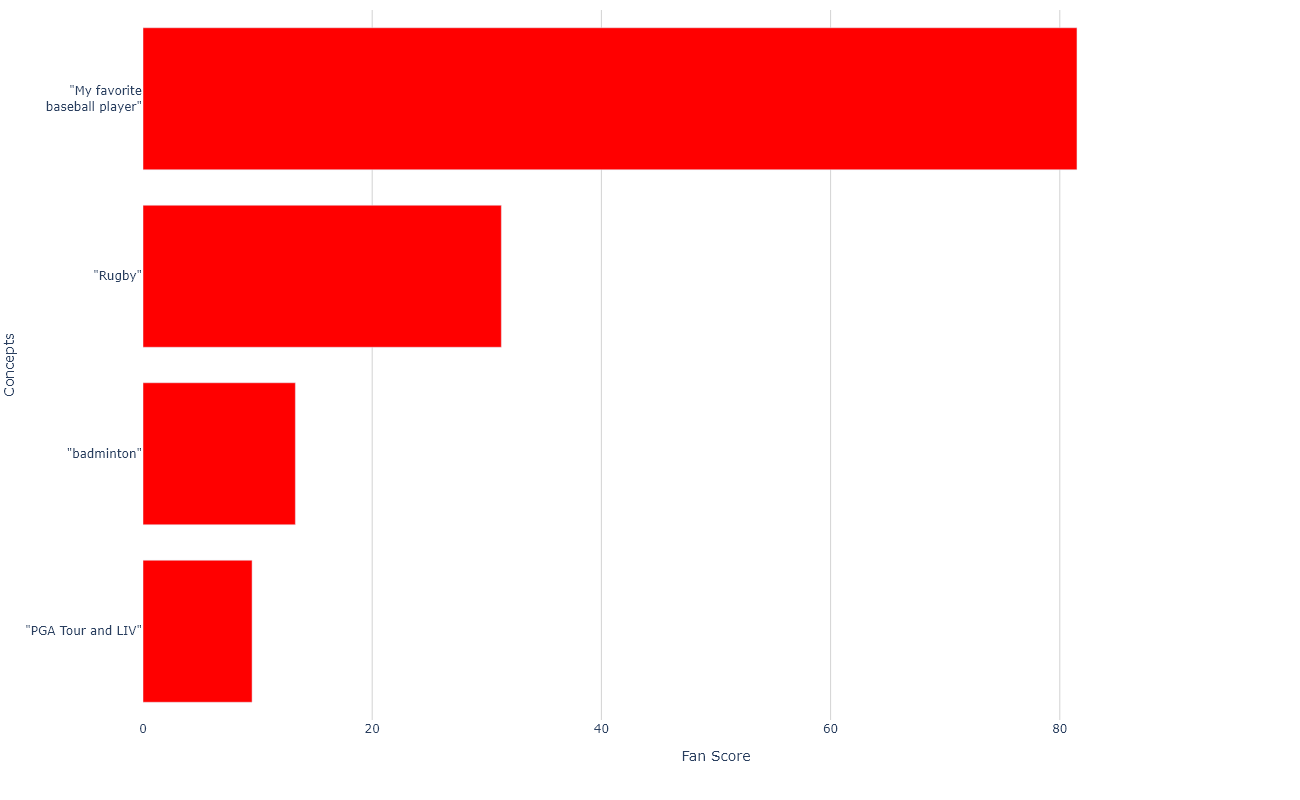 "My favorite
baseball player"
"Rugby"
"badminton"
"PGA Tour and LIV"
Concepts
0 20 40 60 80
Fan Score